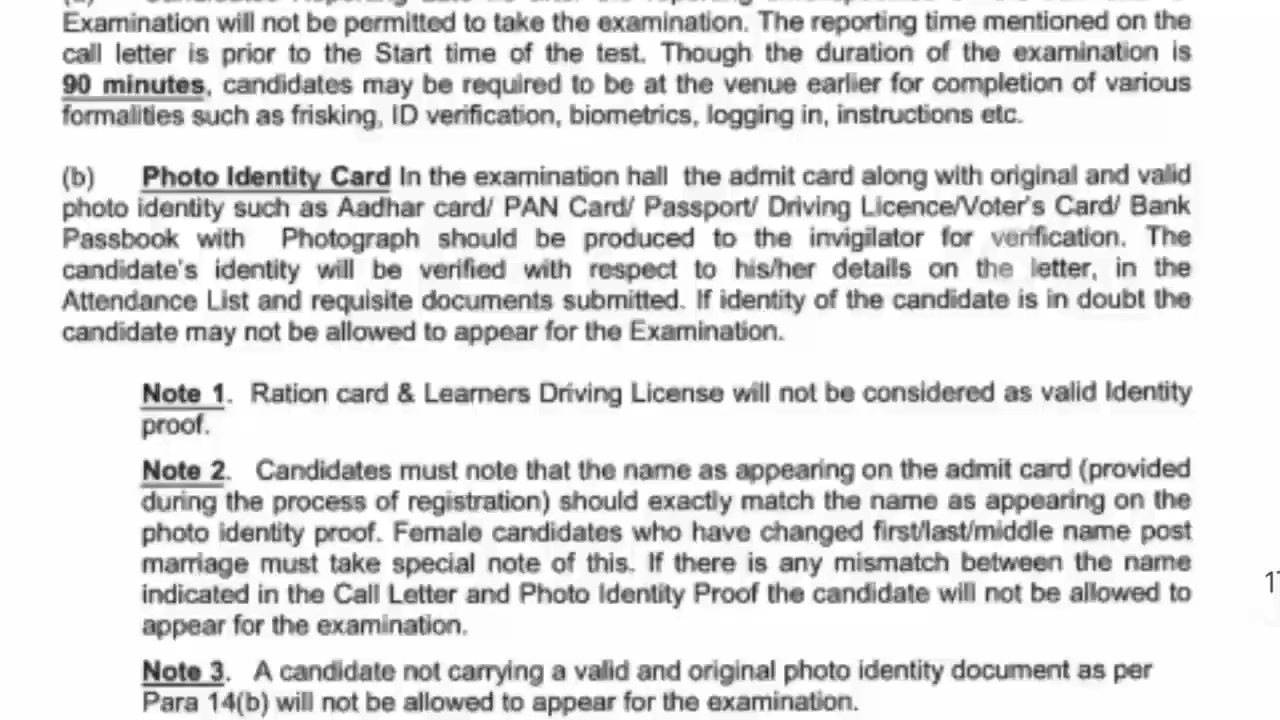 Examination will not be permitted to take the examination. The reporting time mentioned on the
call letter is prior to the Start time of the test. Though the duration of the examination is
90 minutes, candidates may be required to be at the venue earlier for completion of various
formalities such as frisking, ID verification, biometrics, logging in, instructions etc.
(b) Photo Identity Card In the examination hall the admit card along with original and valid
photo identity such as Aadhar card/ PAN Card/ Passport/ Driving Licence/Voter's Card/ Bank
Passbook with Photograph should be produced to the invigilator for verification. The
candidate's identity will be verified with respect to his/her details on the letter, in the
Attendance List and requisite documents submitted. If identity of the candidate is in doubt the
candidate may not be allowed to appear for the Examination.
Note 1. Ration card & Learners Driving License will not be considered as valid Identity
proof.
Note 2. Candidates must note that the name as appearing on the admit card (provided
during the process of registration) should exactly match the name as appearing on the
photo identity proof. Female candidates who have changed first/last/middle name post
marriage must take special note of this. If there is any mismatch between the name
indicated in the Call Letter and Photo Identity Proof the candidate will not be allowed to
appear for the examination.
Note 3. A candidate not carrying a valid and original photo identity document as per
Para 14(b) will not be allowed to appear for the examination.